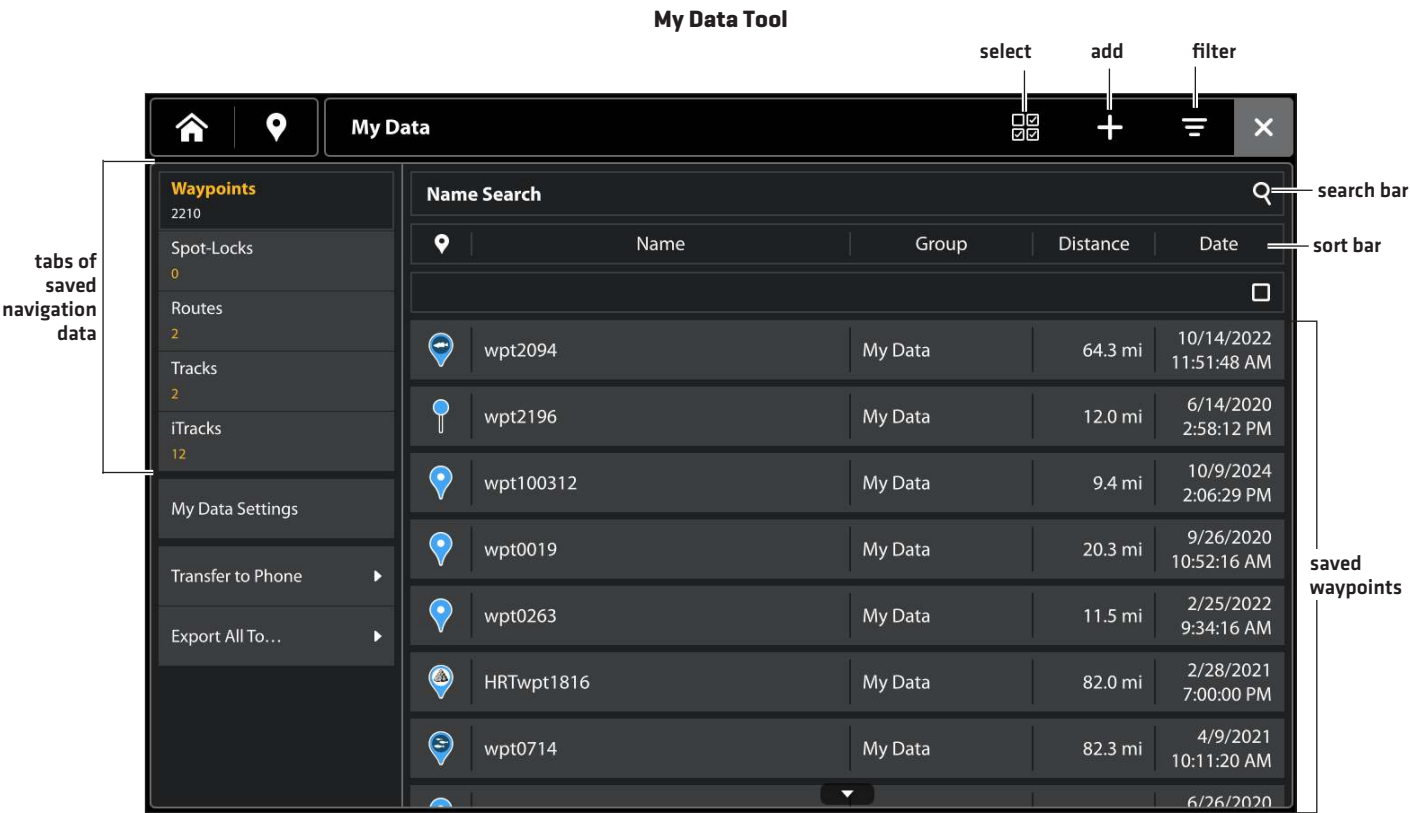 My Data Tool
select
add
filter
My Data
Waypoints
2210
Spot-Locks
0
Routes
2
Tracks
2
iTracks
12
My Data Settings
Transfer to Phone
Export All To...
tabs of
saved
navigation
data
Name Search
search bar
Name Group Distance Date
sort bar
wpt2094 My Data 64.3 mi 10/14/2022
11:51:48 AM
wpt2196 My Data 12.0 mi 6/14/2020
2:58:12 PM
wpt100312 My Data 9.4 mi 10/9/2024
2:06:29 PM
wpt0019 My Data 20.3 mi 9/26/2020
10:52:16 AM
wpt0263 My Data 11.5 mi 2/25/2022
9:34:16 AM
HRTwpt1816 My Data 82.0 mi 2/28/2021
7:00:00 PM
wpt0714 My Data 82.3 mi 4/9/2021
10:11:20 AM
6/26/2020
saved
waypoints